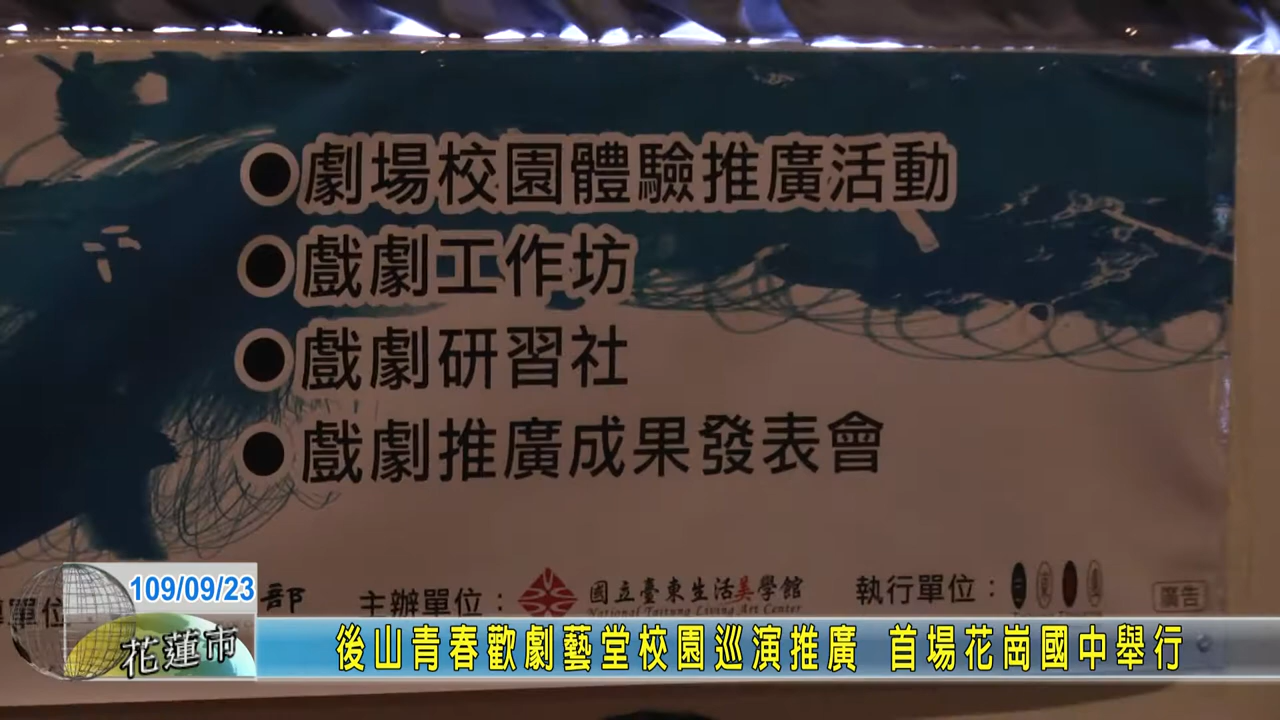 ●劇場校園體驗推廣活動
●戲劇工作坊
●戲劇研習社
●戲劇推廣成果發表會
單位
部
主辦單位：
國立臺東生活美學館
National Taitung Living Art Center
執行單位：
廣告
109/09/23
花蓮市
後山青春歡劇藝堂校園巡演推廣 首場花崗國中舉行